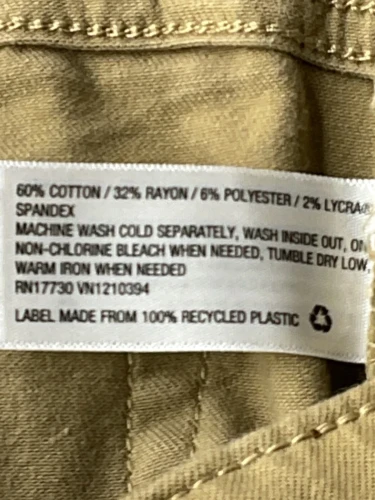 60% COTTON / 32% RAYON / 6% POLYESTER / 2% LYCRA®
SPANDEX
MACHINE WASH COLD SEPARATELY, WASH INSIDE OUT,
NON-CHLORINE BLEACH WHEN NEEDED, TUMBLE DRY LOW,
WARM IRON WHEN NEEDED
RN17730 VN1210394
LABEL MADE FROM 100% RECYCLED PLASTIC